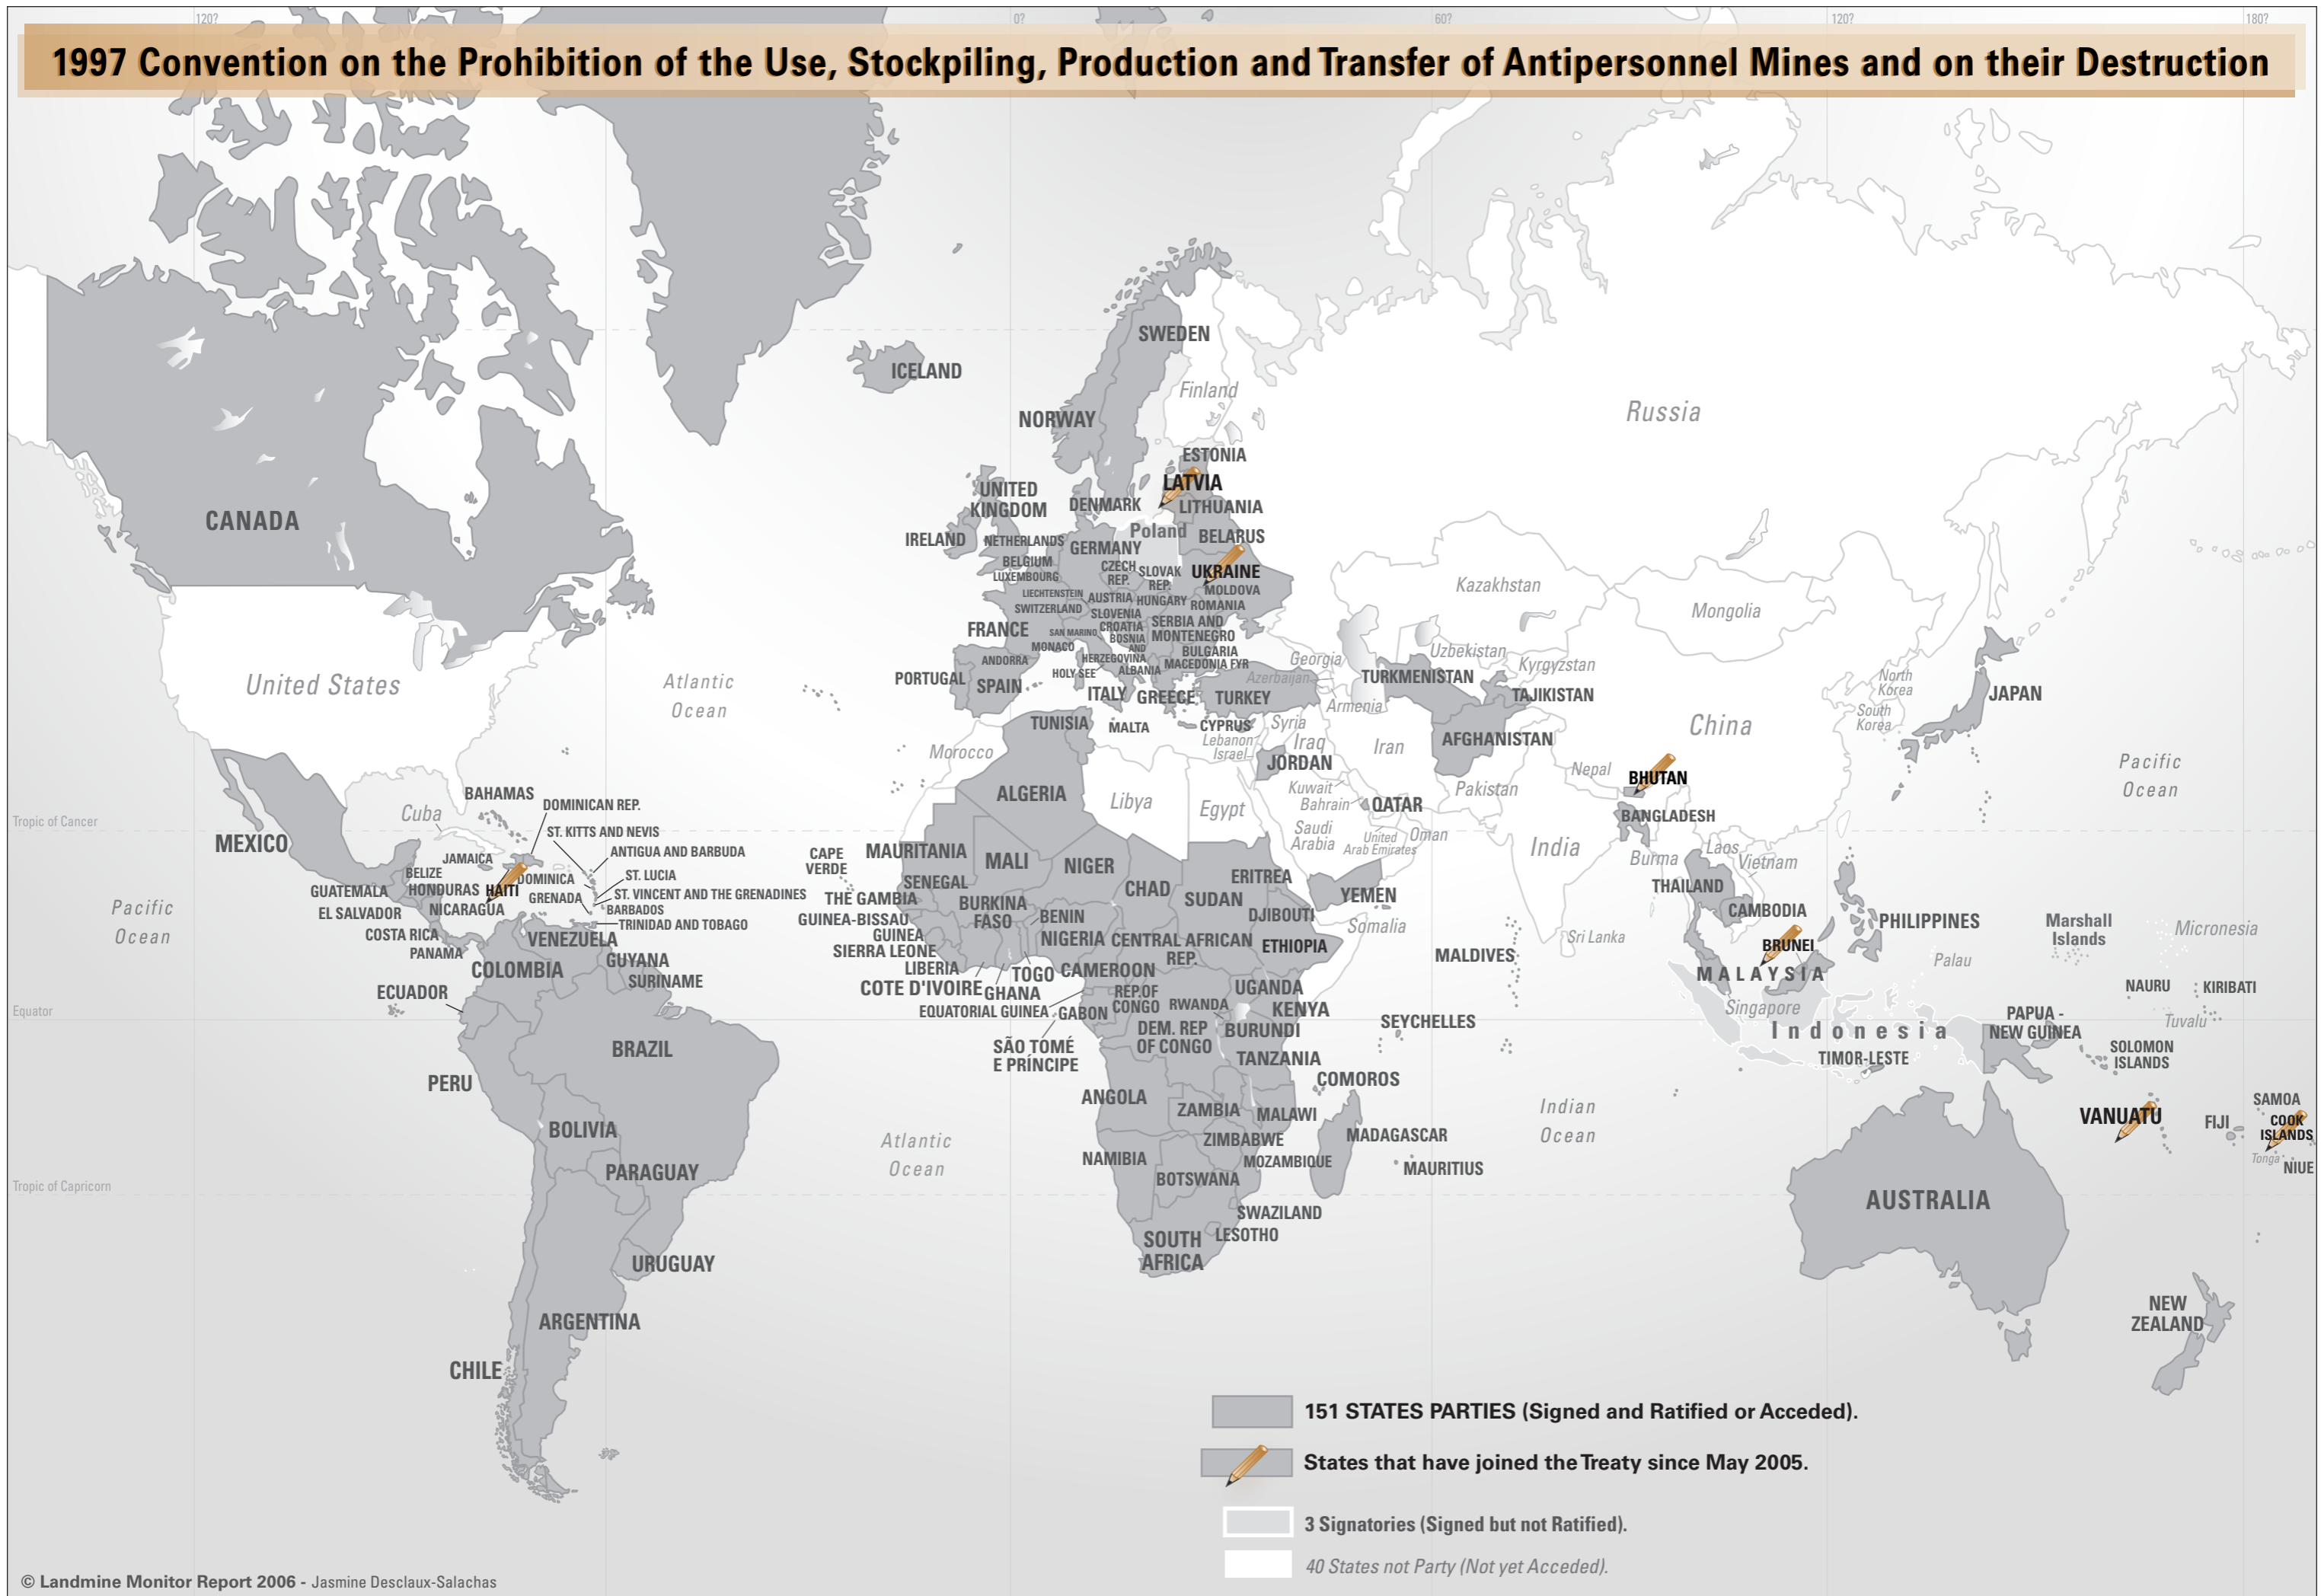 120?
0?
60?
120?
180?
1997 Convention on the Prohibition of the Use, Stockpiling, Production and Transfer of Antipersonnel Mines and on their Destruction
SWEDEN
ICELAND
Finland
NORWAY
Russia
ESTONIA
LATVIA
LITHUANIA
UNITED
KINGDOM
DENMARK
CANADA
IRELAND
NETHERLANDS
Poland
BELARUS
GERMANY
BELGIUM
LUXEMBOURG
CZECH
REP.
SLOVAK
REP.
UKRAINE
MOLDOVA
LIECHTENSTEIN
AUSTRIA
HUNGARY
ROMANIA
SWITZERLAND
SLOVENIA
CROATIA
SERBIA AND
MONTENEGRO
FRANCE
SAN MARINO
BOSNIA
AND
HERZEGOVINA
MONACO
BULGARIA
ANDORRA
ALBANIA
MACEDONIA FYR
HOLY SEE
PORTUGAL
SPAIN
ITALY
GREECE
TURKEY
Kazakhstan
Mongolia
Georgia
Azerbaijan
Armenia
Uzbekistan
Kyrgyzstan
TURKMENISTAN
TAJIKISTAN
North
Korea
South
Korea
JAPAN
United States
Atlantic
Ocean
TUNISIA
MALTA
CYPRUS
Syria
Lebanon
Israel
Iraq
Iran
AFGHANISTAN
China
Morocco
JORDAN
Kuwait
Bahrain
QATAR
Pakistan
Nepal
BHUTAN
BANGLADESH
Pacific
Ocean
ALGERIA
Libya
Egypt
Saudi
Arabia
United
Arab Emirates
Oman
India
Burma
Laos
Vietnam
THAILAND
CAMBODIA
BAHAMAS
Cuba
DOMINICAN REP.
Tropic of Cancer
ST. KITTS AND NEVIS
MEXICO
ANTIGUA AND BARBUDA
JAMAICA
BELIZE
DOMINICA
ST. LUCIA
GUATEMALA
HONDURAS
HAITI
GRENADA
ST. VINCENT AND THE GRENADINES
EL SALVADOR
NICARAGUA
BARBADOS
TRINIDAD AND TOBAGO
COSTA RICA
PANAMA
VENEZUELA
GUYANA
SURINAME
COLOMBIA
ECUADOR
Pacific
Ocean
CAPE
VERDE
MAURITANIA
MALI
NIGER
CHAD
SUDAN
ERITREA
YEMEN
SENEGAL
THE GAMBIA
BURKINA
FASO
BENIN
DJIBOUTI
GUINEA-BISSAU
GUINEA
NIGERIA
CENTRAL AFRICAN
REP.
ETHIOPIA
Somalia
SIERRA LEONE
LIBERIA
TOGO
CAMEROON
COTE D'IVOIRE
GHANA
EQUATORIAL GUINEA
GABON
REP.OF
CONGO
UGANDA
RWANDA
KENYA
BURUNDI
SÃO TOMÉ
E PRÍNCIPE
DEM. REP
OF CONGO
TANZANIA
SEYCHELLES
MALDIVES
Sri Lanka
BRUNEI
MALAYSIA
Singapore
Indonesia
TIMOR-LESTE
PHILIPPINES
Palau
Marshall
Islands
Micronesia
NAURU
KIRIBATI
Tuvalu
PAPUA -
NEW GUINEA
SOLOMON
ISLANDS
Equator
BRAZIL
PERU
BOLIVIA
PARAGUAY
Tropic of Capricorn
Atlantic
Ocean
ANGOLA
ZAMBIA
MALAWI
COMOROS
ZIMBABWE
MOZAMBIQUE
MADAGASCAR
MAURITIUS
NAMIBIA
BOTSWANA
SWAZILAND
LESOTHO
SOUTH
AFRICA
Indian
Ocean
VANUATU
FIJI
SAMOA
COOK
ISLANDS
Tonga
NIUE
AUSTRALIA
NEW
ZEALAND
URUGUAY
ARGENTINA
CHILE
151 STATES PARTIES (Signed and Ratified or Acceded).
States that have joined the Treaty since May 2005.
3 Signatories (Signed but not Ratified).
40 States not Party (Not yet Acceded).
© Landmine Monitor Report 2006 - Jasmine Desclaux-Salachas